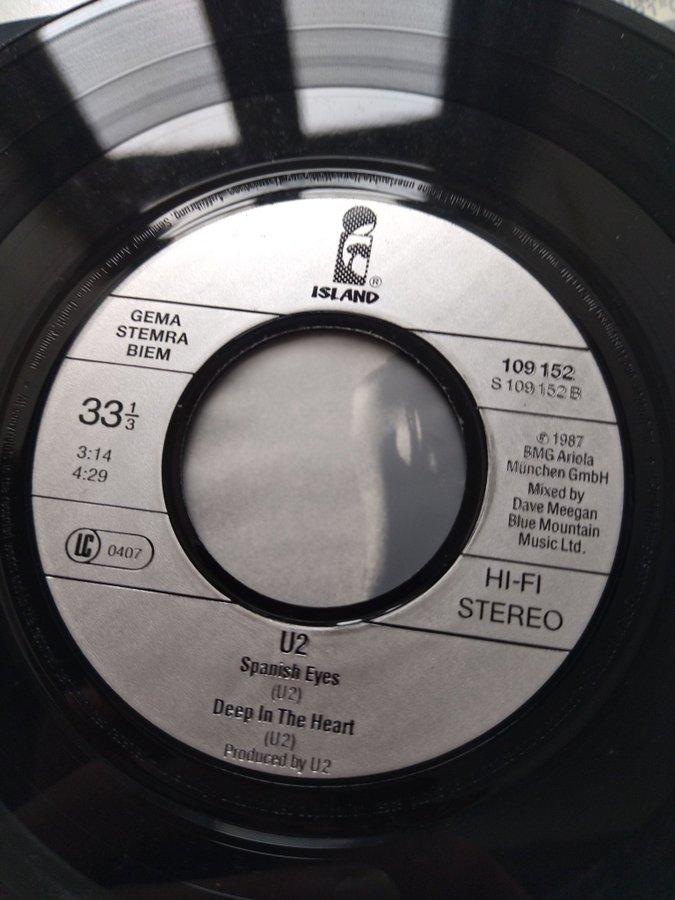 ISLAND
®
GEMA
STEMRA
BIEM
109 152
S 109 152 B
33 1/3
3:14
4:29
℗ 1987
BMG Ariola
München GmbH
Mixed by
Dave Meegan
Blue Mountain
Music Ltd.
LC 0407
HI-FI
STEREO
U2
Spanish Eyes
(U2)
Deep In The Heart
(U2)
Produced by U2